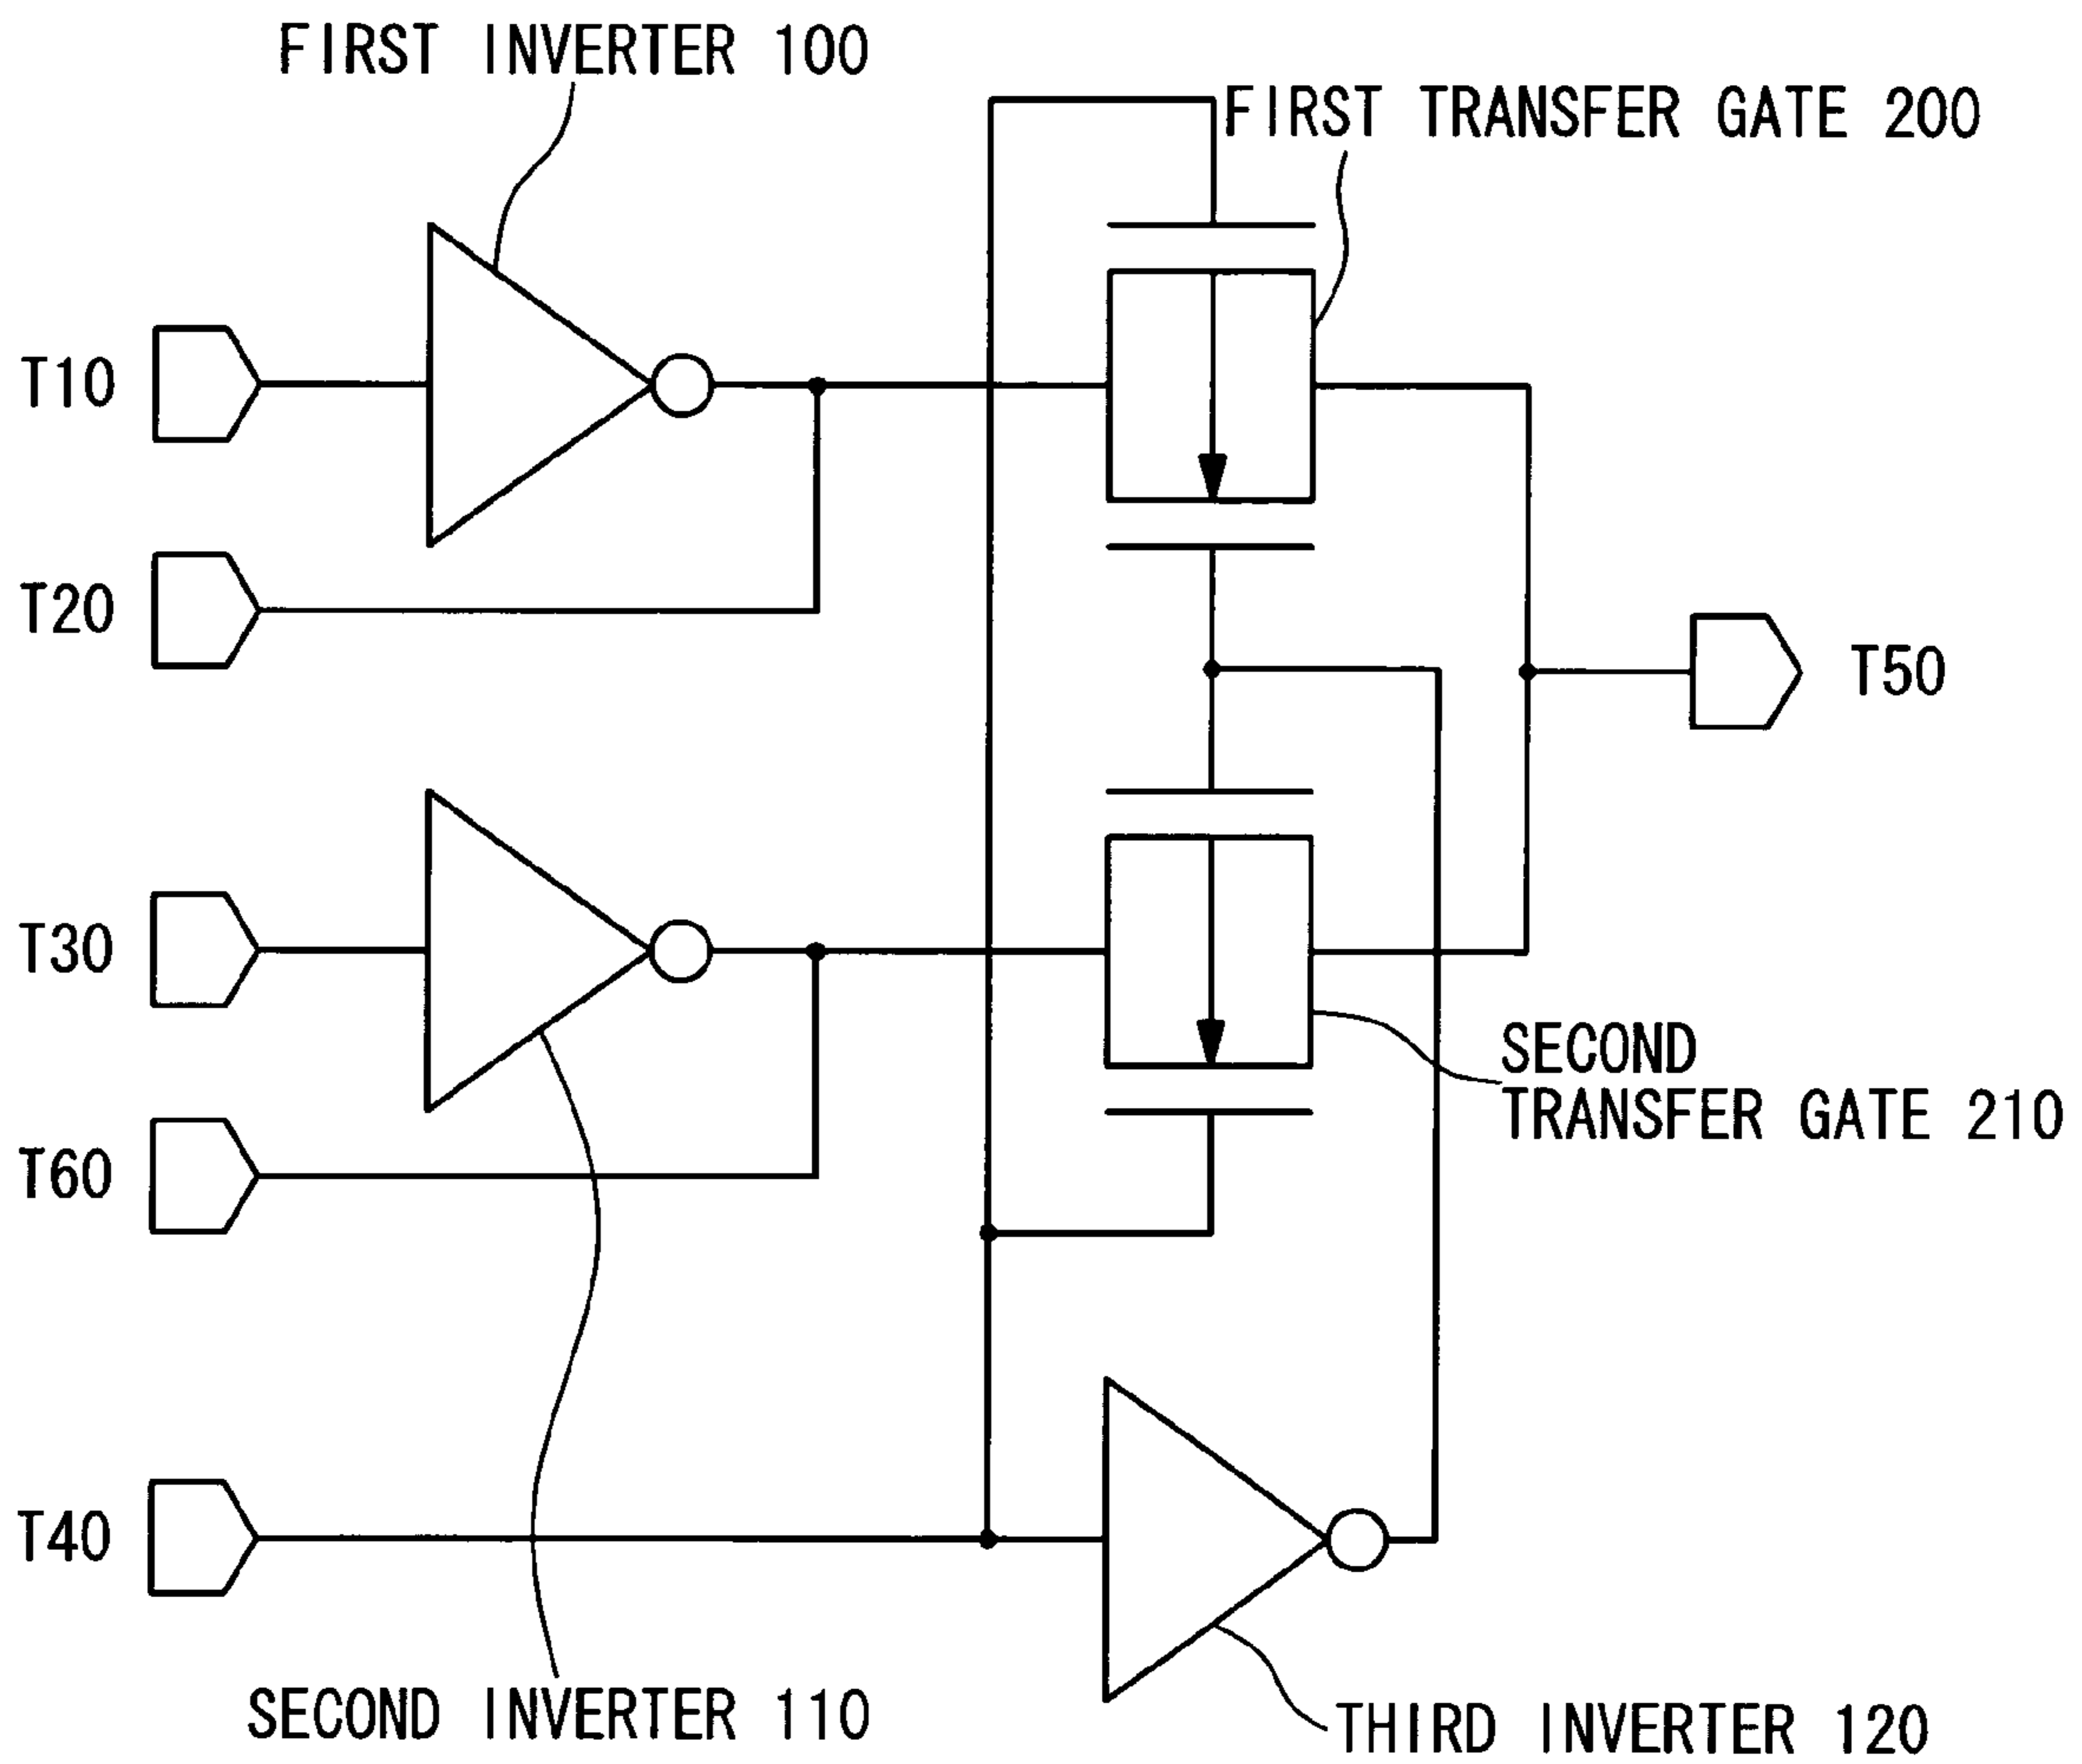 FIRST INVERTER 100
FIRST TRANSFER GATE 200
T10
T20
T50
T30
SECOND
TRANSFER GATE 210
T60
T40
SECOND INVERTER 110
THIRD INVERTER 120